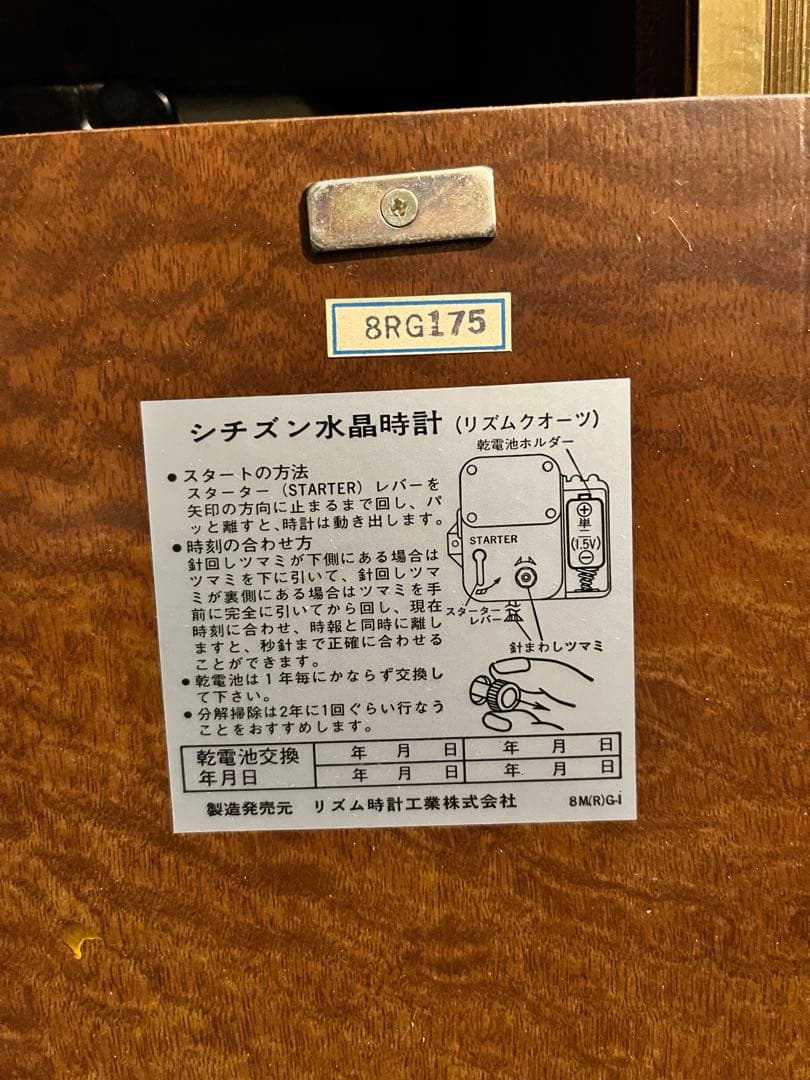 8RG175
シチズン水晶時計(リズムクオーツ)
乾電池ホルダー
●スタートの方法
スターター(STARTER)レバーを
矢印の方向に止まるまで回し、パ
ッと離すと、時計は動き出します。
●時刻の合わせ方
針回しツマミが下側にある場合は
ツマミを下に引いて、針回しツマ
ミが裏側にある場合はツマミを手
前に完全に引いてから回し、現在
時刻に合わせ、時報と同時に離し
ますと、秒針まで正確に合わせる
ことができます。
●乾電池は1年毎にかならず交換し
て下さい。
●分解掃除は2年に1回ぐらい行なう
ことをおすすめします。
STARTER
⊕
単二
(1.5V)
⊖
スターター
レバー
針まわしツマミ
乾電池交換
年月日
年 月 日 年 月 日
年 月 日 年 月 日
製造発売元 リズム時計工業株式会社 8M(R)G-I